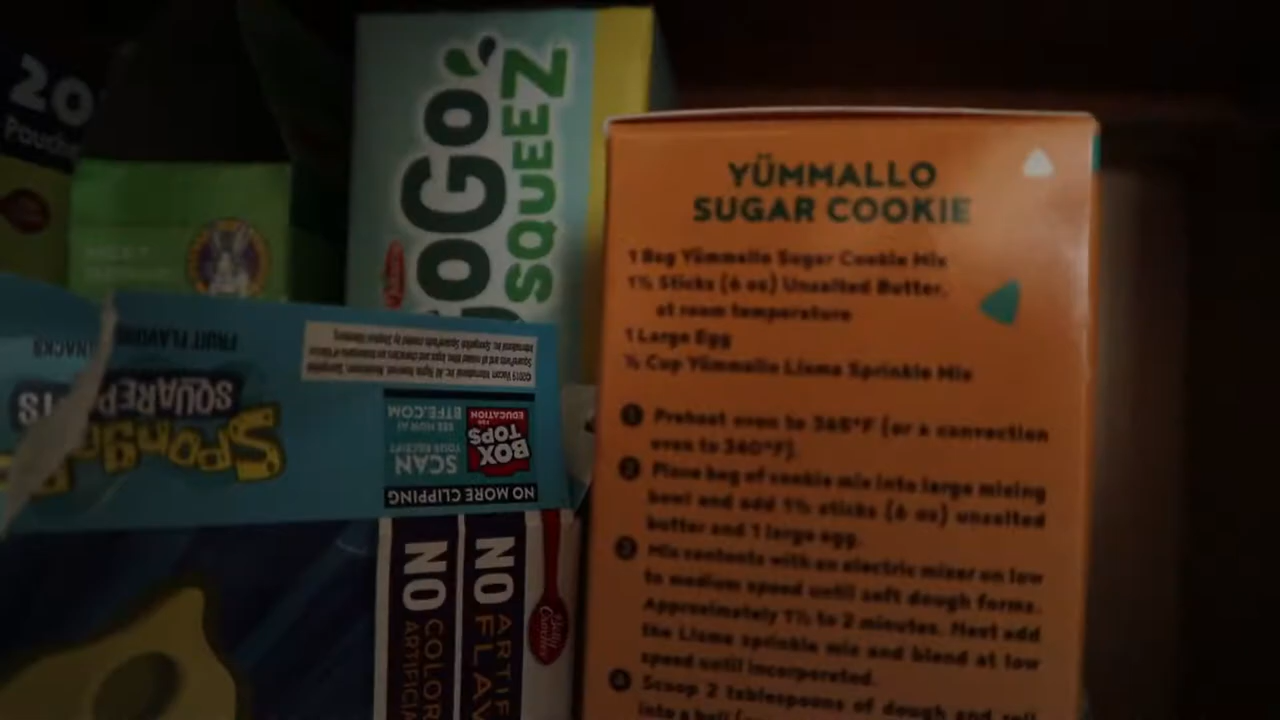 20
Pouches
GoGo
SQUEEZ
FRUIT FLAVORED
SNACKS
SQUAREPANTS
NO MORE CLIPPING
SCAN
YOUR RECEIPT
SEE HOW AT
BTFE.COM
BOX
TOPS
FOR
EDUCATION
NO
ARTIFICIAL
COLOR
NO
ARTIF
FLAV
Betty
Crocker
YÜMMALLO
SUGAR COOKIE
1 Bag Yümmallo Sugar Cookie Mix
1½ Sticks (6 oz) Unsalted Butter,
at room temperature
1 Large Egg
Cup Yümmallo Llama Sprinkle Mix
1 Preheat oven to 365°F (or a convection
oven to 340°F).
2 Place bag of cookie mix into large mixing
bowl and add 1½ sticks (6 oz) unsalted
butter and 1 large egg.
3 Mix contents with an electric mixer on low
to medium speed until soft dough forms.
Approximately 1½ to 2 minutes. Next add
the Llama sprinkle mix and blend at low
speed until incorporated.
4 Scoop 2 tablespoons of dough and roll
into a ball